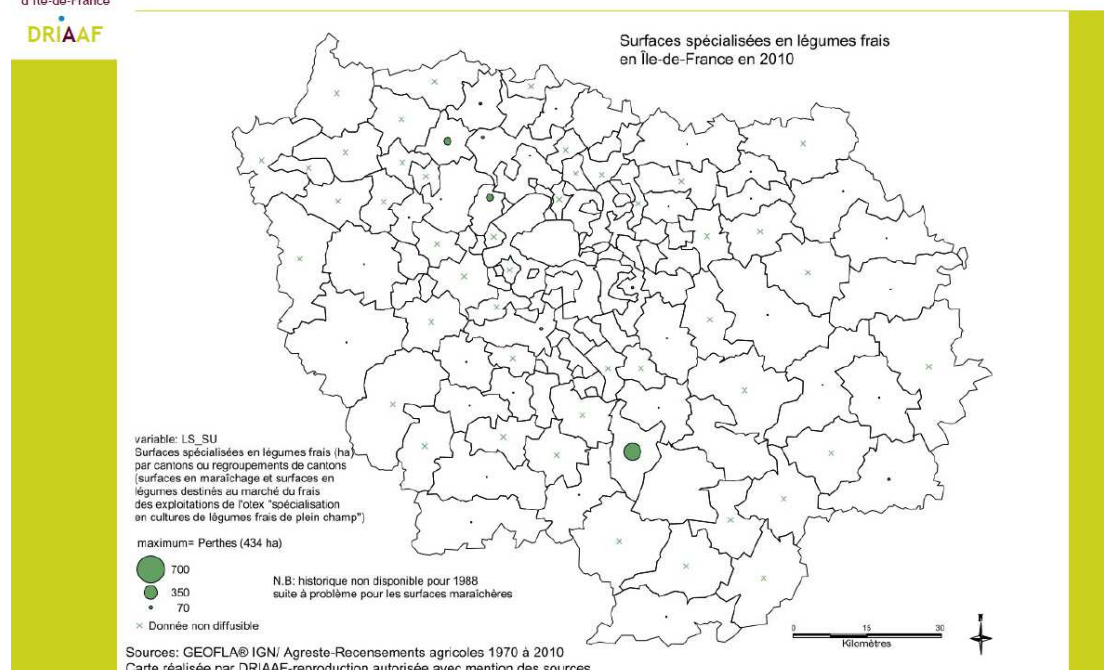 d'Île-de-France
DRIAAF
Surfaces spécialisées en légumes frais
en Île-de-France en 2010
variable: LS_SU
Surfaces spécialisées en légumes frais (ha)
par cantons ou regroupements de cantons
(surfaces en maraîchage et surfaces en
légumes destinés au marché du frais
des exploitations de l'otex "spécialisation
en cultures de légumes frais de plein champ")
maximum= Perthes (434 ha)
700
350
70
× Donnée non diffusible
N.B: historique non disponible pour 1988
suite à problème pour les surfaces maraîchères
0 15 30
Kilomètres
N
Sources: GEOFLA® IGN/ Agreste-Recensements agricoles 1970 à 2010
Carte réalisée par DRIAAF-reproduction autorisée avec mention des sources